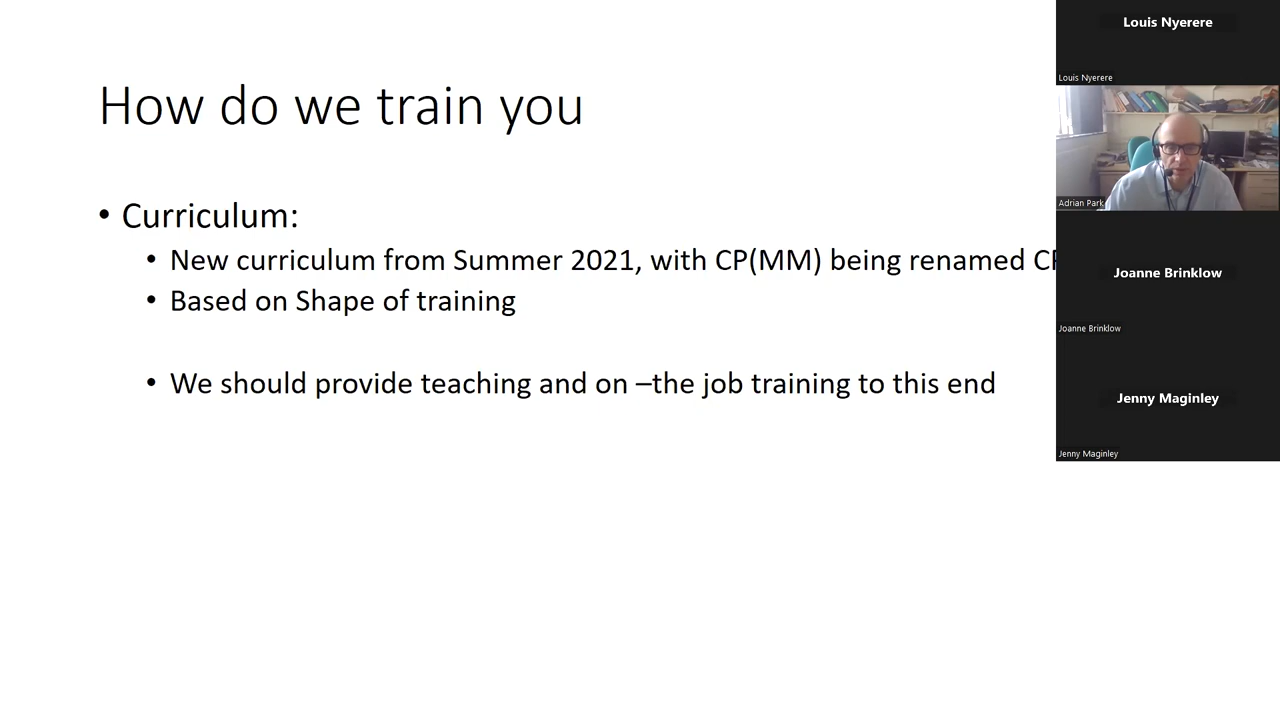 How do we train you
• Curriculum:
• New curriculum from Summer 2021, with CP(MM) being renamed
• Based on Shape of training
• We should provide teaching and on –the job training to this end
Louis Nyerere
Louis Nyerere
Adrian Park
Joanne Brinklow
Joanne Brinklow
Jenny Maginley
Jenny Maginley